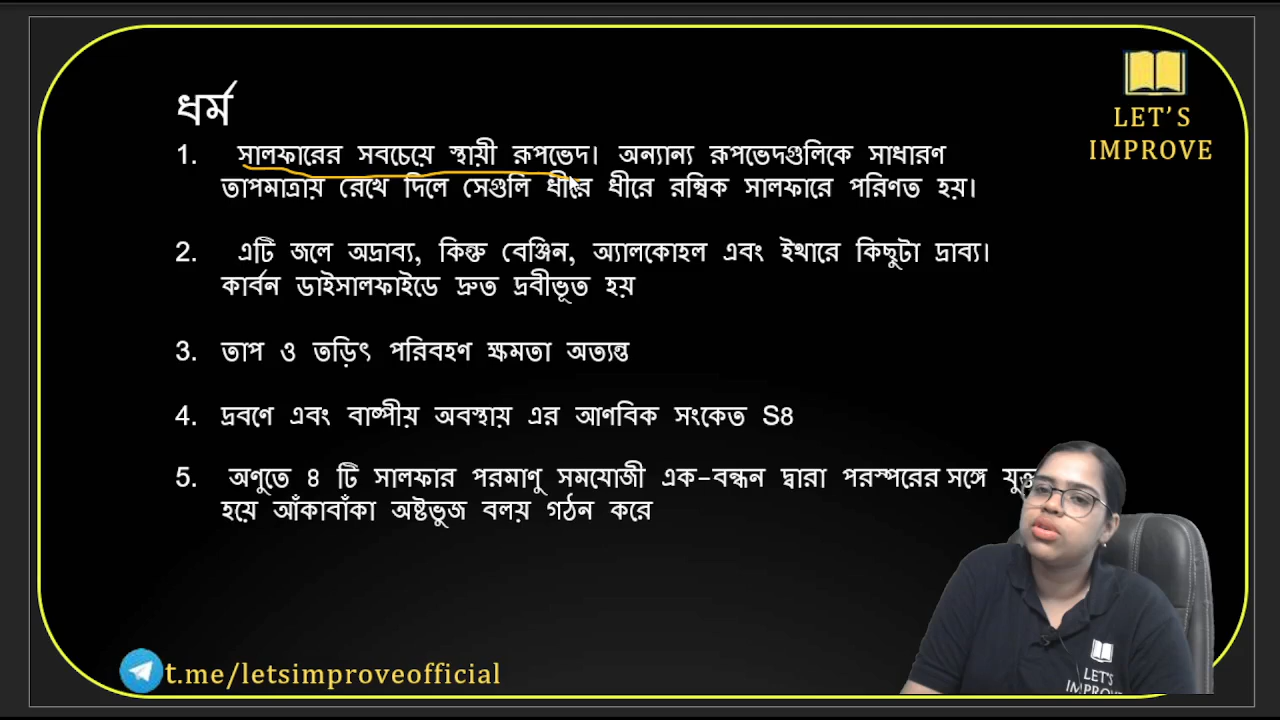 ধর্ম
LET'S
IMPROVE
1. সালফারের সবচেয়ে স্থায়ী রূপভেদ। অন্যান্য রূপভেদগুলিকে সাধারণ
তাপমাত্রায় রেখে দিলে সেগুলি ধীরে ধীরে রম্বিক সালফারে পরিণত হয়।
2. এটি জলে অদ্রাব্য, কিন্তু বেঞ্জিন, অ্যালকোহল এবং ইথারে কিছুটা দ্রাব্য।
কার্বন ডাইসালফাইডে দ্রুত দ্রবীভূত হয়
3. তাপ ও তড়িৎ পরিবহণ ক্ষমতা অত্যন্ত
4. দ্রবণে এবং বাষ্পীয় অবস্থায় এর আণবিক সংকেত S8
5. অণুতে ৪ টি সালফার পরমাণু সমযোজী এক-বন্ধন দ্বারা পরস্পরের সঙ্গে যুক্ত
হয়ে আঁকাবাঁকা অষ্টভুজ বলয় গঠন করে
t.me/letsimproveofficial
LET'S
IMPROVE